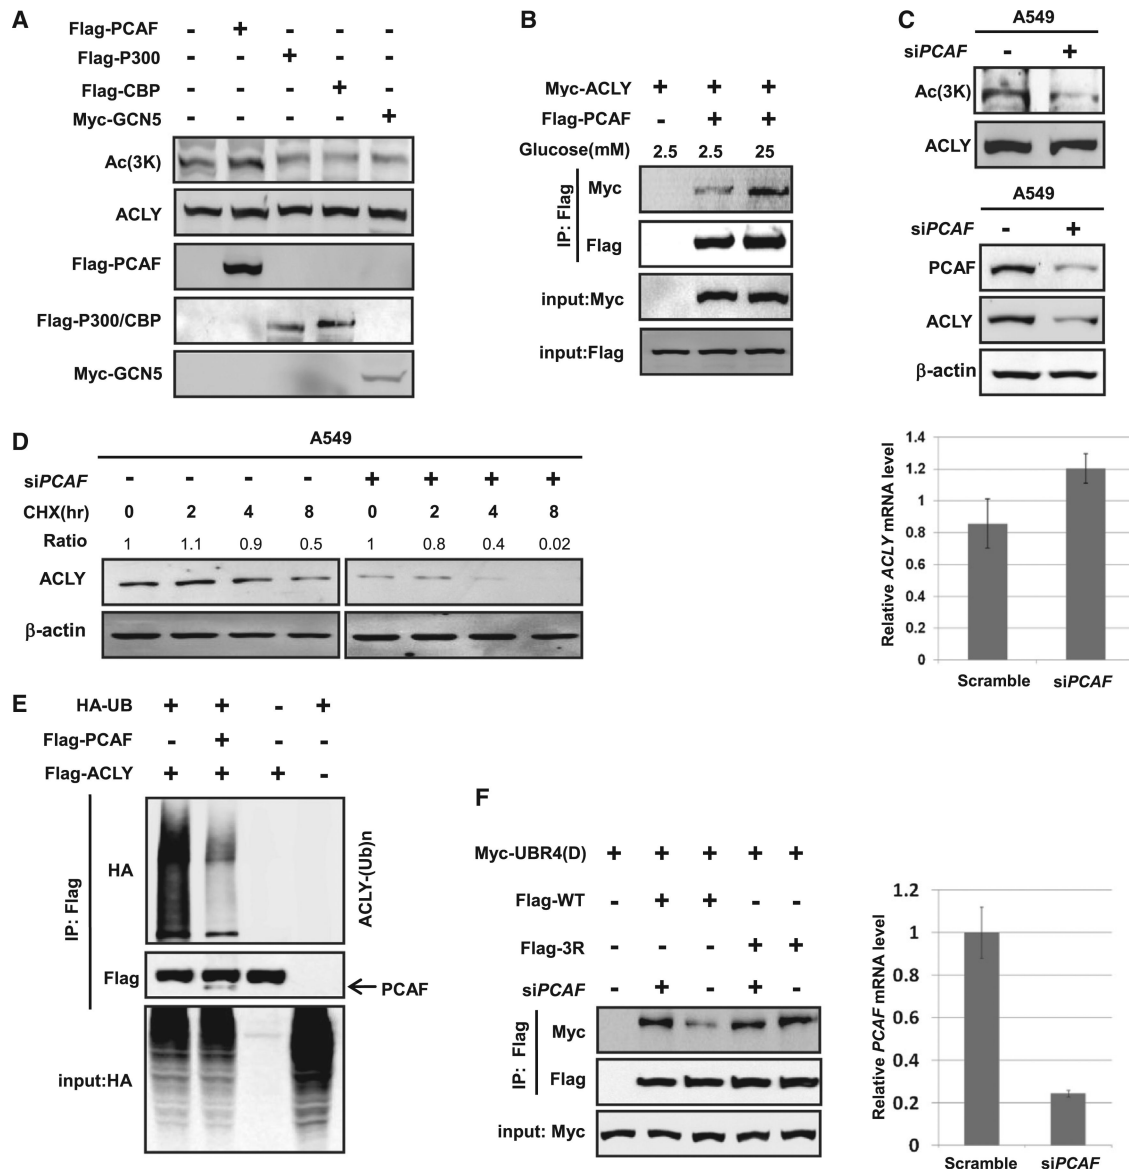 A
Flag-PCAF - + - - -
Flag-P300 - - + - -
Flag-CBP - - - + -
Myc-GCN5 - - - - +
Ac(3K)
ACLY
Flag-PCAF
Flag-P300/CBP
Myc-GCN5
B
Myc-ACLY + + +
Flag-PCAF - + +
Glucose(mM) 2.5 2.5 25
IP: Flag
Myc
Flag
input:Myc
input:Flag
C
A549
siPCAF - +
Ac(3K)
ACLY
A549
siPCAF - +
PCAF
ACLY
β-actin
Relative ACLY mRNA level
1.4
1.2
1
0.8
0.6
0.4
0.2
0
Scramble siPCAF
D
A549
siPCAF - - - - + + + +
CHX(hr) 0 2 4 8 0 2 4 8
Ratio 1 1.1 0.9 0.5 1 0.8 0.4 0.02
ACLY
β-actin
E
HA-UB + + - +
Flag-PCAF - + - -
Flag-ACLY + + + -
IP: Flag
HA
ACLY-(Ub)n
Flag
PCAF
input:HA
F
Myc-UBR4(D) + + + + +
Flag-WT - + + - -
Flag-3R - - - + +
siPCAF + - + -
IP: Flag
Myc
Flag
input: Myc
Relative PCAF mRNA level
1.2
1
0.8
0.6
0.4
0.2
0
Scramble siPCAF